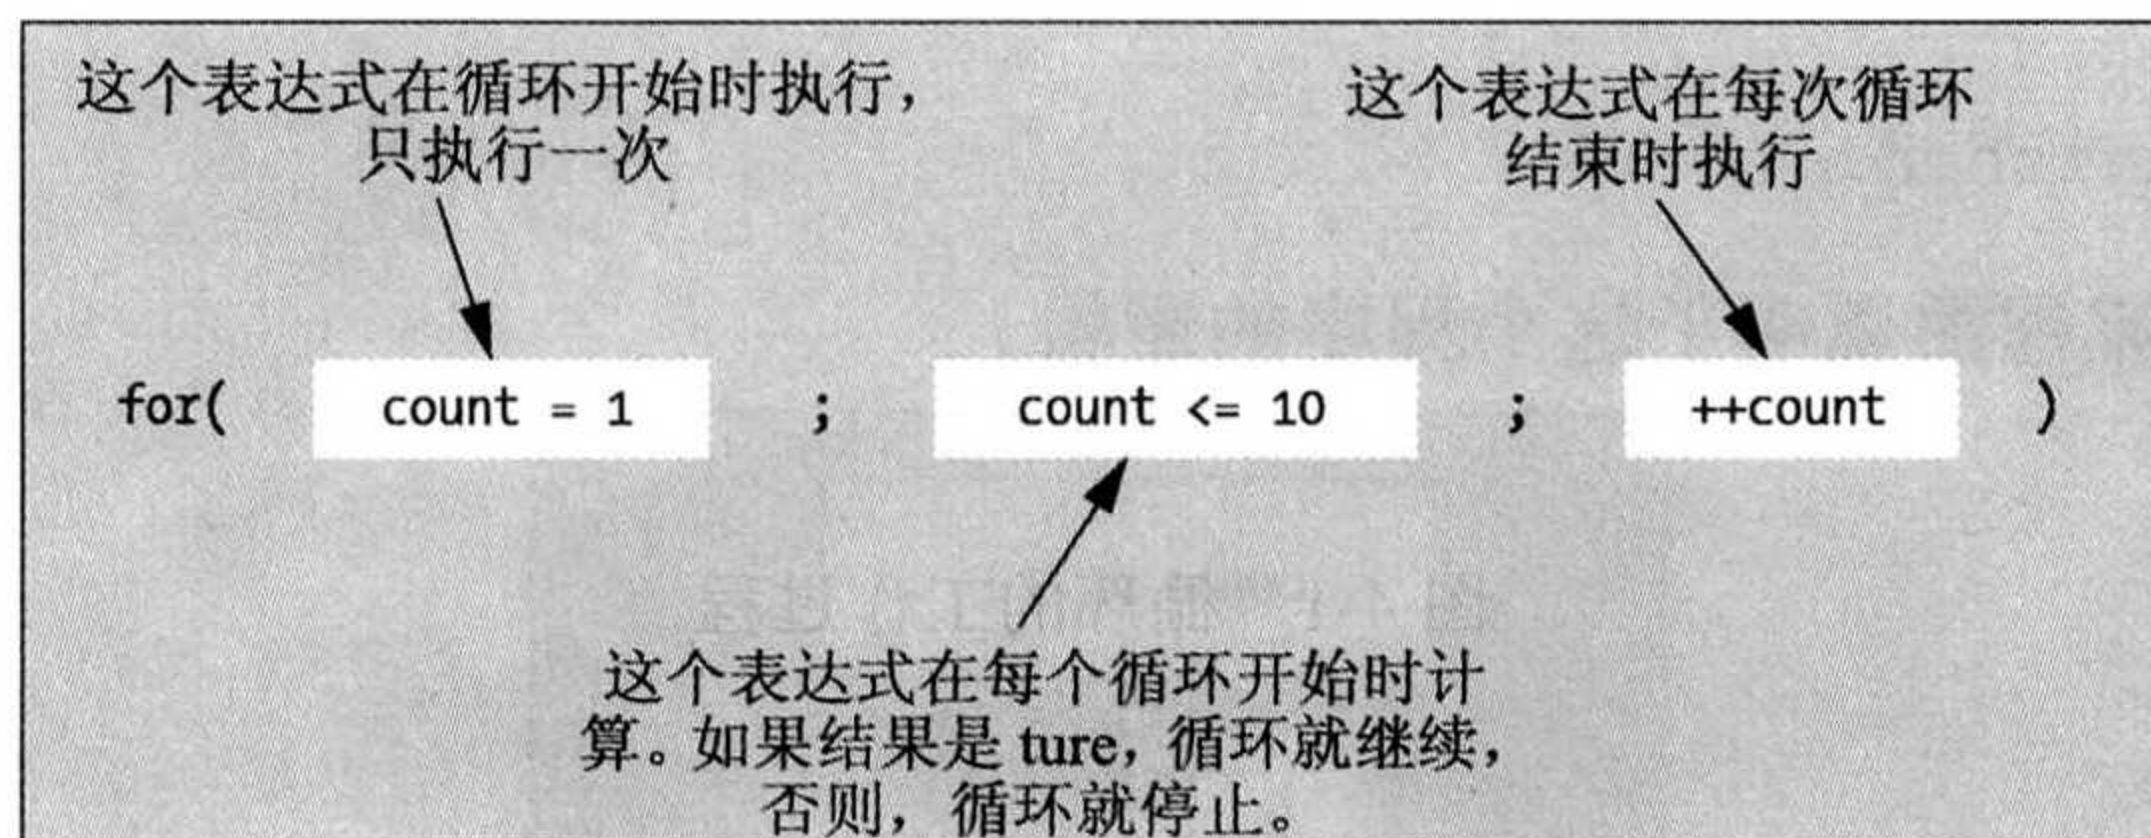 这个表达式在循环开始时执行，
只执行一次
这个表达式在每次循环
结束时执行
for( count = 1 ; count <= 10 ; ++count )
这个表达式在每个循环开始时计
算。如果结果是 ture，循环就继续，
否则，循环就停止。